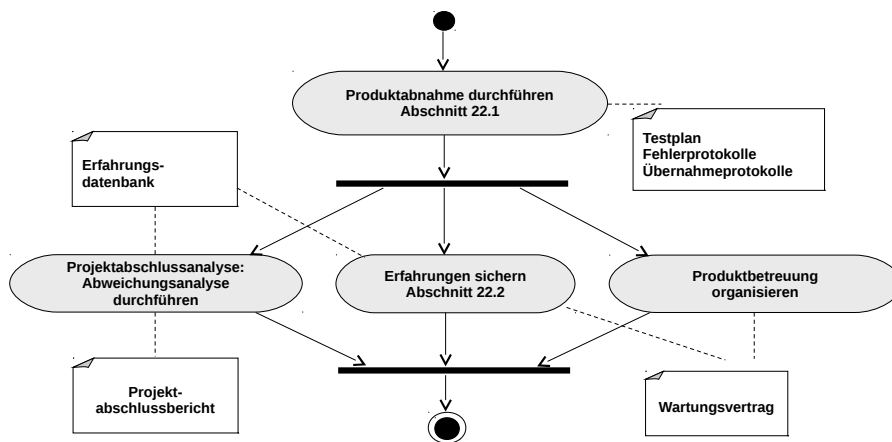 Produktabnahme durchführen
Abschnitt 22.1
Testplan
Fehlerprotokolle
Übernahmeprotokolle
Erfahrungs-
datenbank
Projektabschlussanalyse:
Abweichungsanalyse
durchführen
Erfahrungen sichern
Abschnitt 22.2
Produktbetreuung
organisieren
Projekt-
abschlussbericht
Wartungsvertrag